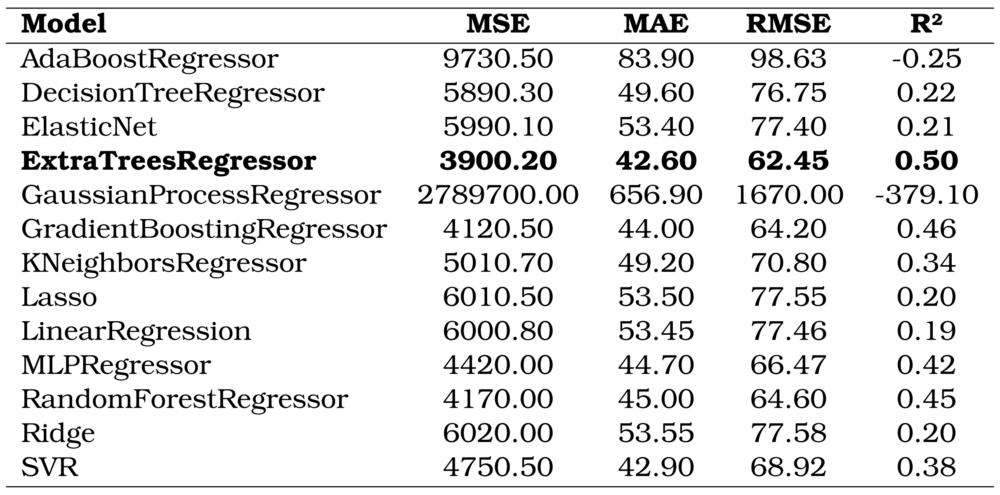 Model MSE MAE RMSE R²
AdaBoostRegressor 9730.50 83.90 98.63 -0.25
DecisionTreeRegressor 5890.30 49.60 76.75 0.22
ElasticNet 5990.10 53.40 77.40 0.21
ExtraTreesRegressor 3900.20 42.60 62.45 0.50
GaussianProcessRegressor 2789700.00 656.90 1670.00 -379.10
GradientBoostingRegressor 4120.50 44.00 64.20 0.46
KNeighborsRegressor 5010.70 49.20 70.80 0.34
Lasso 6010.50 53.50 77.55 0.20
LinearRegression 6000.80 53.45 77.46 0.19
MLPRegressor 4420.00 44.70 66.47 0.42
RandomForestRegressor 4170.00 45.00 64.60 0.45
Ridge 6020.00 53.55 77.58 0.20
SVR 4750.50 42.90 68.92 0.38